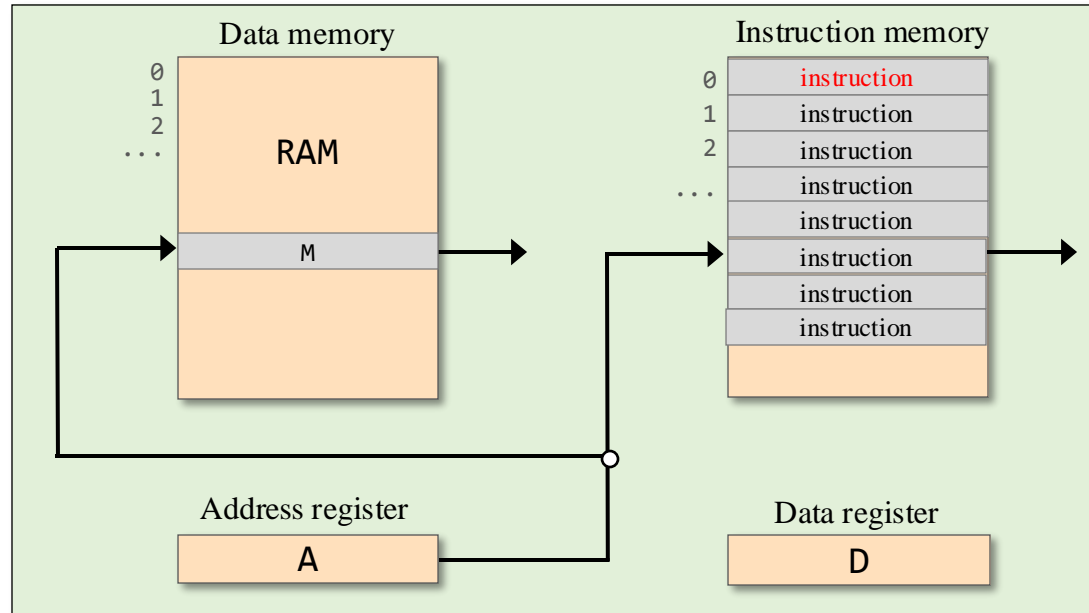 Data memory
0
1
2
...
RAM
M
Instruction memory
0
1
2
...
instruction
instruction
instruction
instruction
instruction
instruction
instruction
instruction
Address register
A
Data register
D